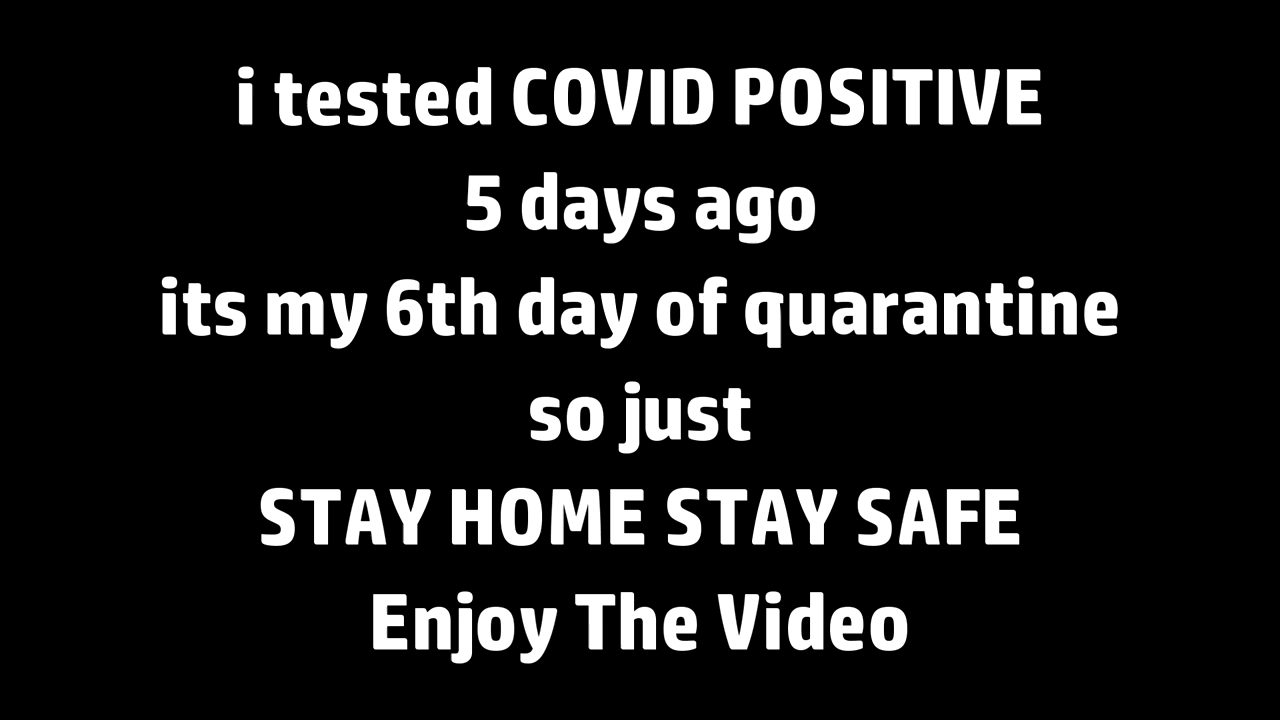 i tested COVID POSITIVE
5 days ago
its my 6th day of quarantine
so just
STAY HOME STAY SAFE
Enjoy The Video